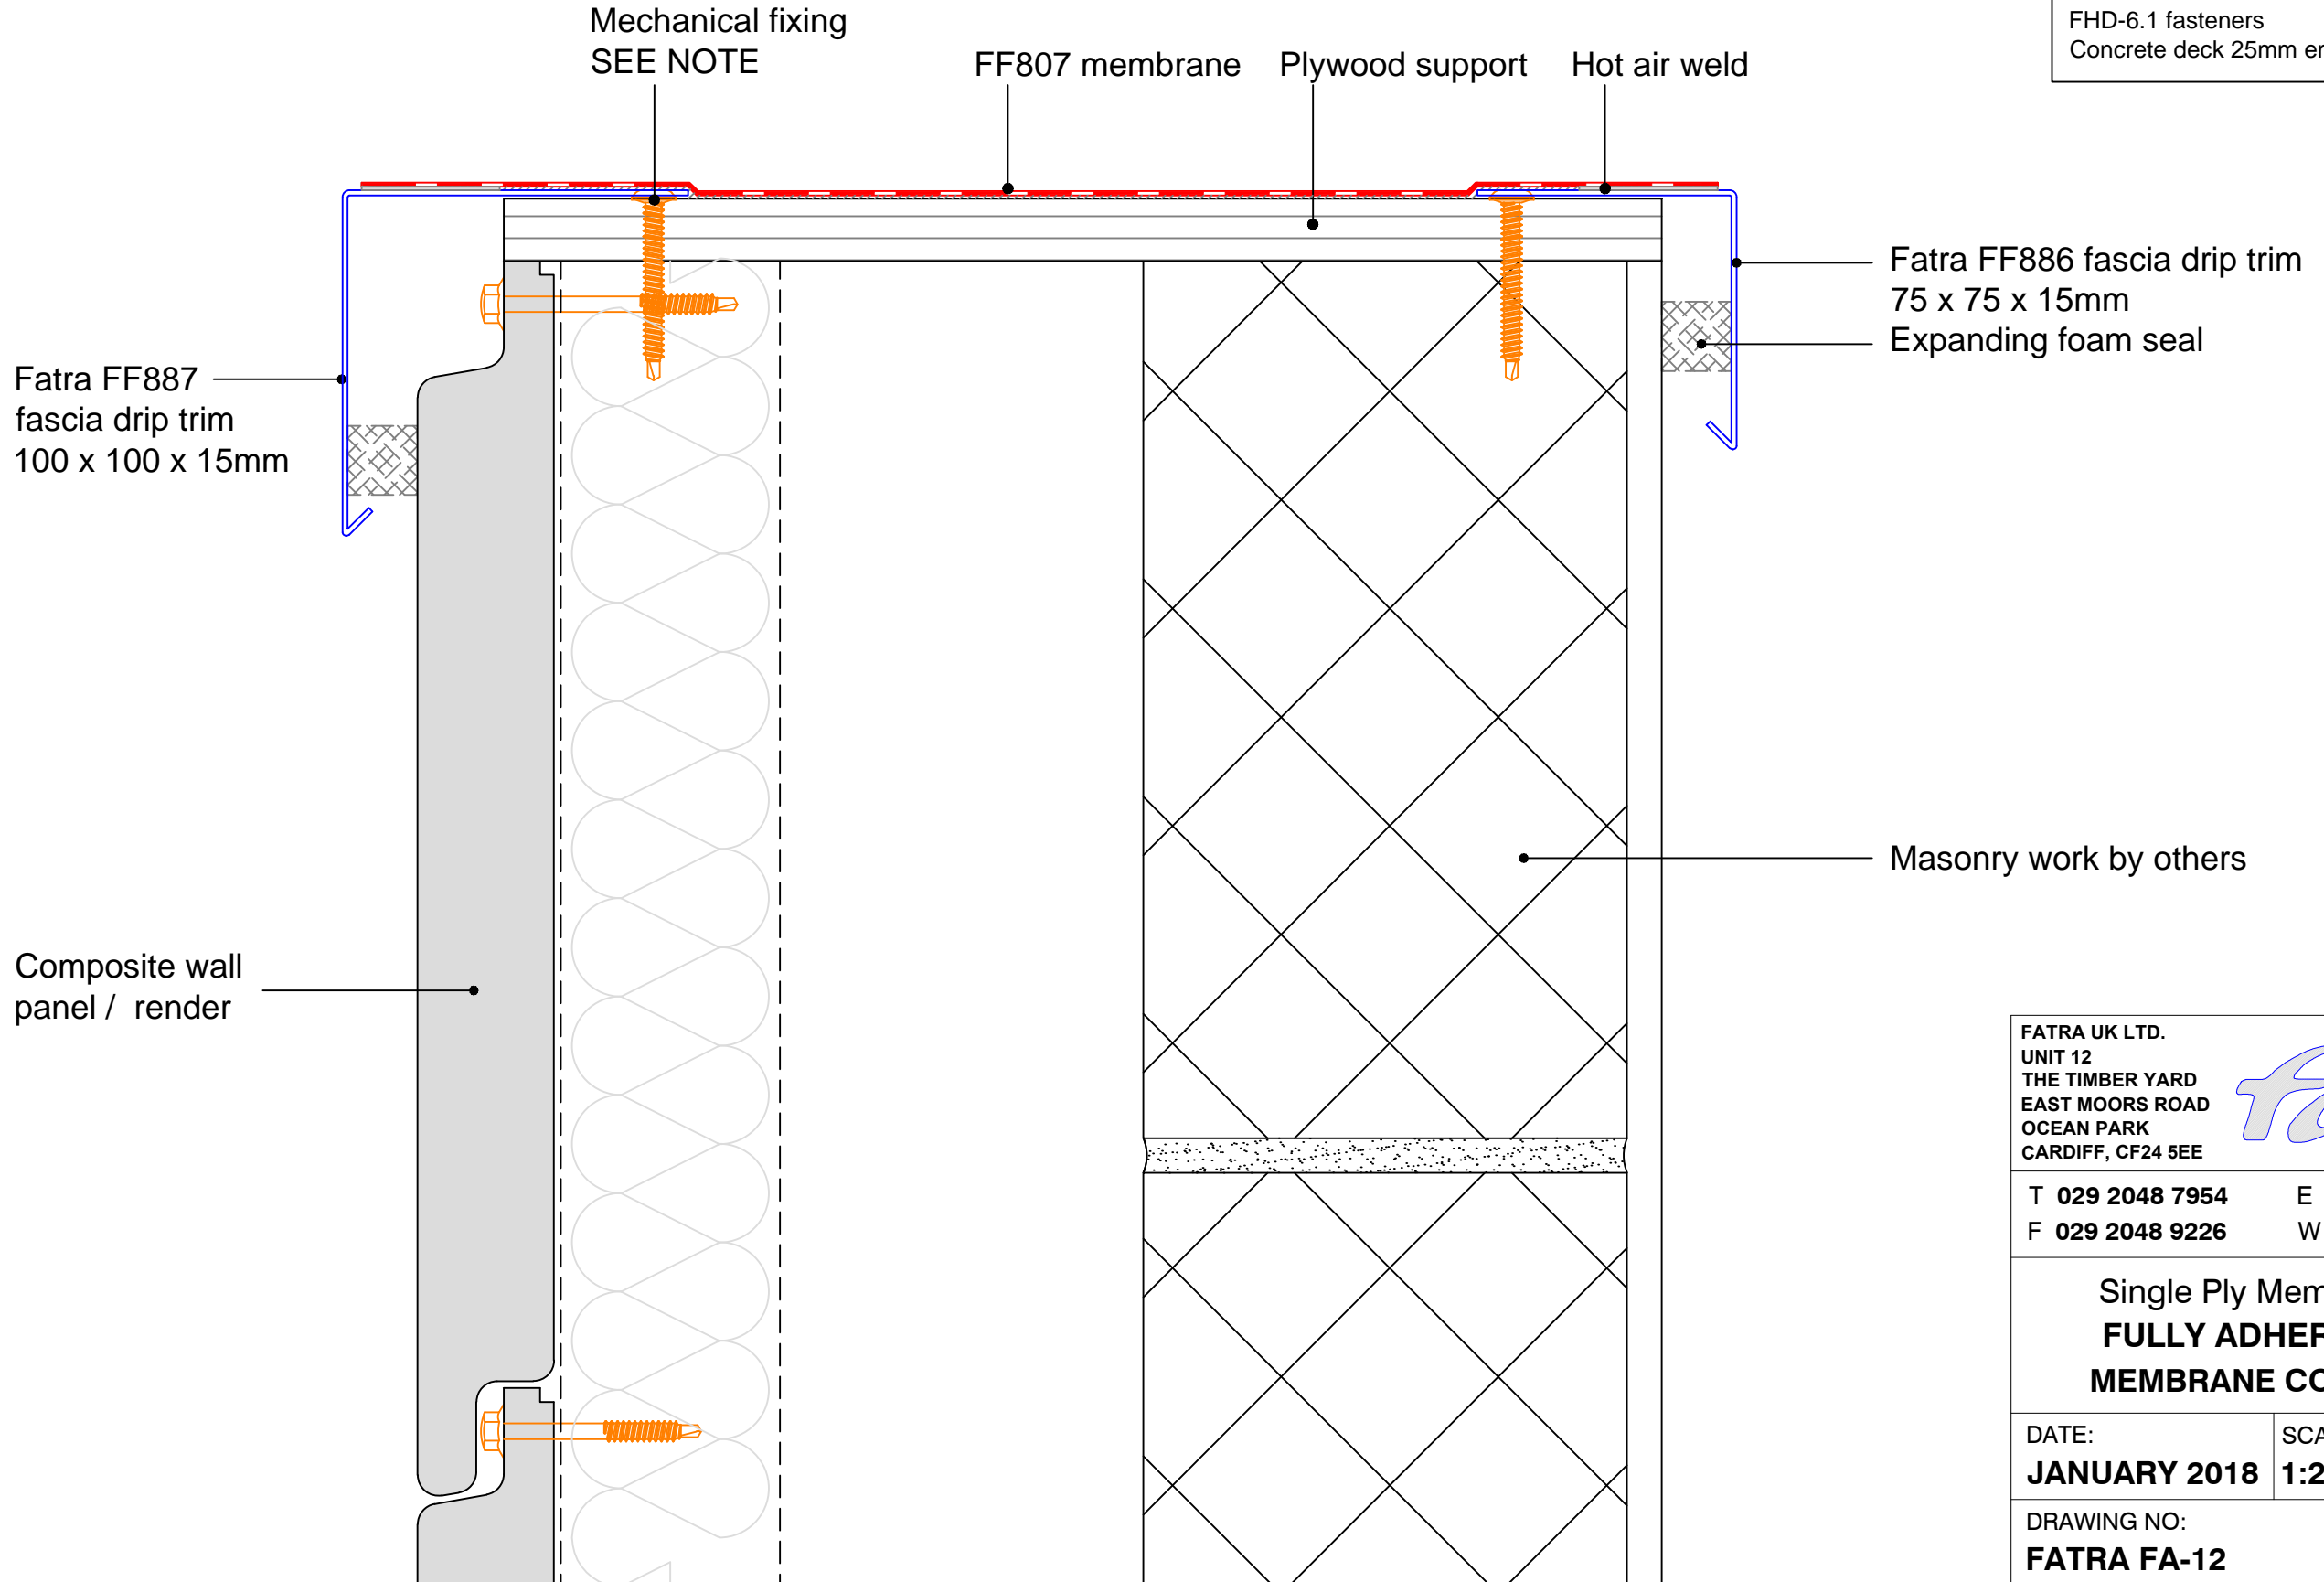 Mechanical fixing
SEE NOTE
FF807 membrane
Plywood support
Hot air weld
FHD-6.1 fasteners
Concrete deck 25mm
Fatra FF886 fascia drip trim
75 x 75 x 15mm
Expanding foam seal
Fatra FF887
fascia drip trim
100 x 100 x 15mm
Masonry work by others
Composite wall
panel / render
FATRA UK LTD.
UNIT 12
THE TIMBER YARD
EAST MOORS ROAD
OCEAN PARK
CARDIFF, CF24 5EE
T 029 2048 7954 E
F 029 2048 9226 W
Single Ply
FULLY
MEMBRANE
DATE:
JANUARY 2018
DRAWING NO:
FATRA FA-12